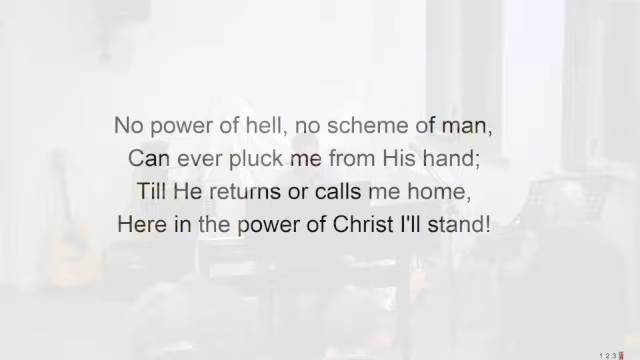 No power of hell, no scheme of man,
Can ever pluck me from His hand;
Till He returns or calls me home,
Here in the power of Christ I'll stand!
1 2 3